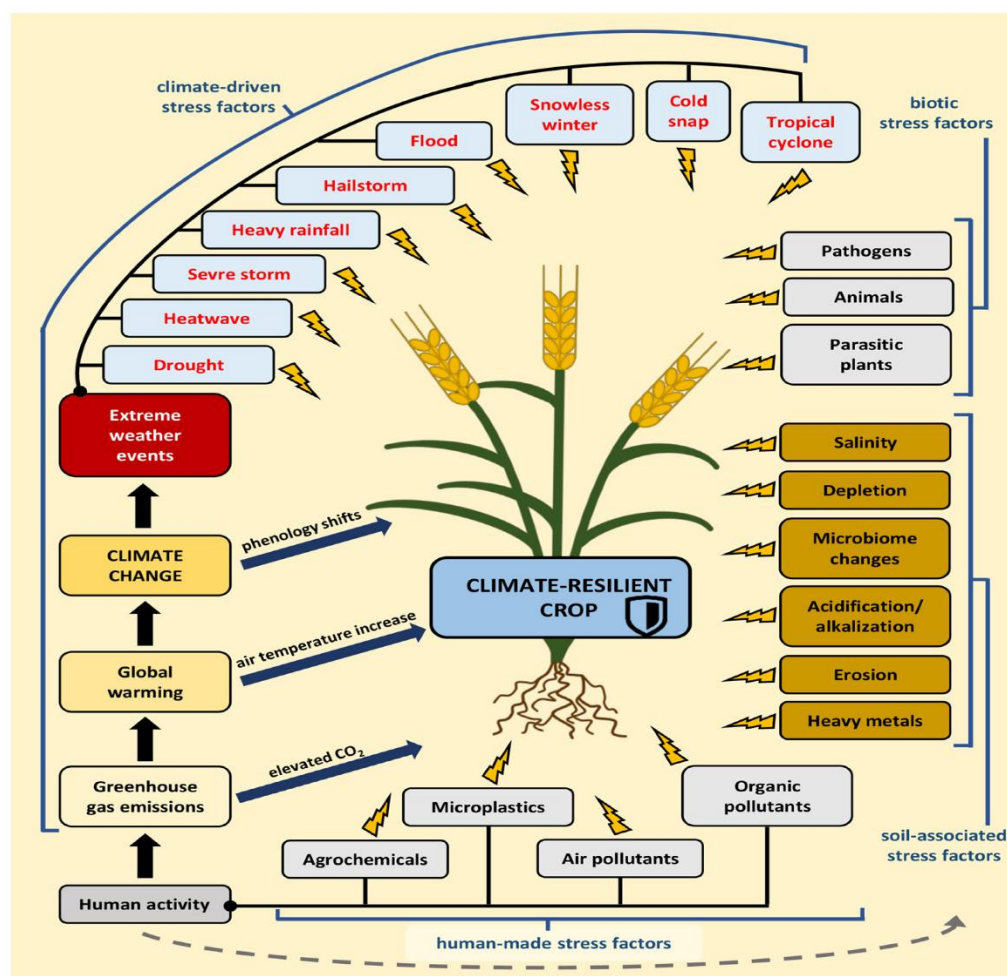 climate-driven
stress factors
Snowless
winter
Cold
snap
Tropical
cyclone
biotic
stress factors
Flood
Hailstorm
Heavy rainfall
Sevre storm
Heatwave
Drought
Pathogens
Animals
Parasitic
plants
Extreme
weather
events
Salinity
Depletion
Microbiome
changes
Acidification/
alkalization
Erosion
Heavy metals
phenology shifts
CLIMATE
CHANGE
CLIMATE-RESILIENT
CROP
air temperature increase
Global
warming
elevated CO₂
Greenhouse
gas emissions
Microplastics
Organic
pollutants
Agrochemicals
Air pollutants
soil-associated
stress factors
Human activity
human-made stress factors